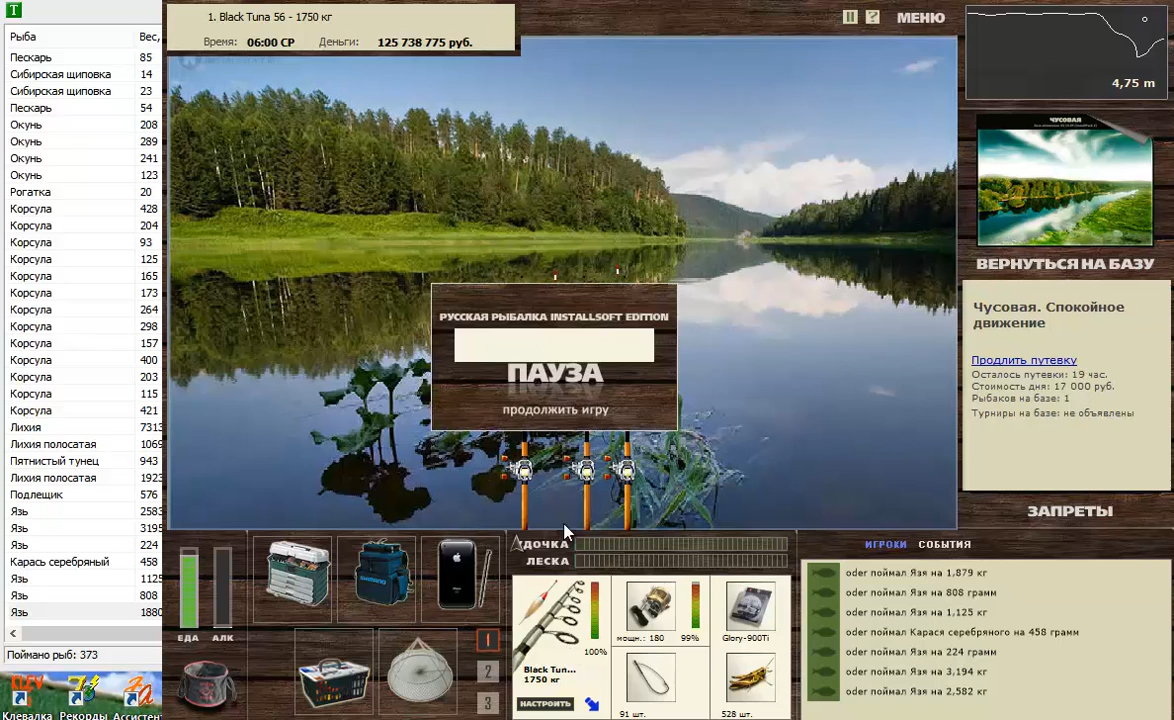 T
Рыба Вес,
Пескарь 85
Сибирская щиповка 14
Сибирская щиповка 23
Пескарь 54
Окунь 208
Окунь 289
Окунь 241
Окунь 123
Рогатка 20
Корсула 428
Корсула 204
Корсула 93
Корсула 125
Корсула 165
Корсула 173
Корсула 264
Корсула 298
Корсула 157
Корсула 400
Корсула 203
Корсула 115
Корсула 421
Лихия 7313
Лихия полосатая 1069
Пятнистый тунец 943
Лихия полосатая 1923
Подлещик 576
Язь 2583
Язь 3195
Язь 224
Карась серебряный 458
Язь 1125
Язь 808
Язь 1880
Поймано рыб: 373
Клевалка Рекорды Ассистент
1. Black Tuna 56 - 1750 кг
Время: 06:00 СР Деньги: 125 738 775 руб.
МЕНЮ
4,75 m
ЧУСОВАЯ
ВЕРНУТЬСЯ НА БАЗУ
Чусовая. Спокойное
движение
Продлить путевку
Осталось путевки: 19 час.
Стоимость дня: 17 000 руб.
Рыбаков на базе: 1
Турниры на базе: не объявлены
ЗАПРЕТЫ
РУССКАЯ РЫБАЛКА INSTALLSOFT EDITION
ПАУЗА
продолжить игру
ЕДА АЛК
1
2
3
УДОЧКА
ЛЕСКА
100%
Black Tun...
1750 кг
НАСТРОИТЬ
мощн.: 180 99%
Glory-900Ti
91 шт.
528 шт.
ИГРОКИ СОБЫТИЯ
oder поймал Язя на 1,879 кг
oder поймал Язя на 808 грамм
oder поймал Язя на 1,125 кг
oder поймал Карася серебряного на 458 грамм
oder поймал Язя на 224 грамм
oder поймал Язя на 3,194 кг
oder поймал Язя на 2,582 кг